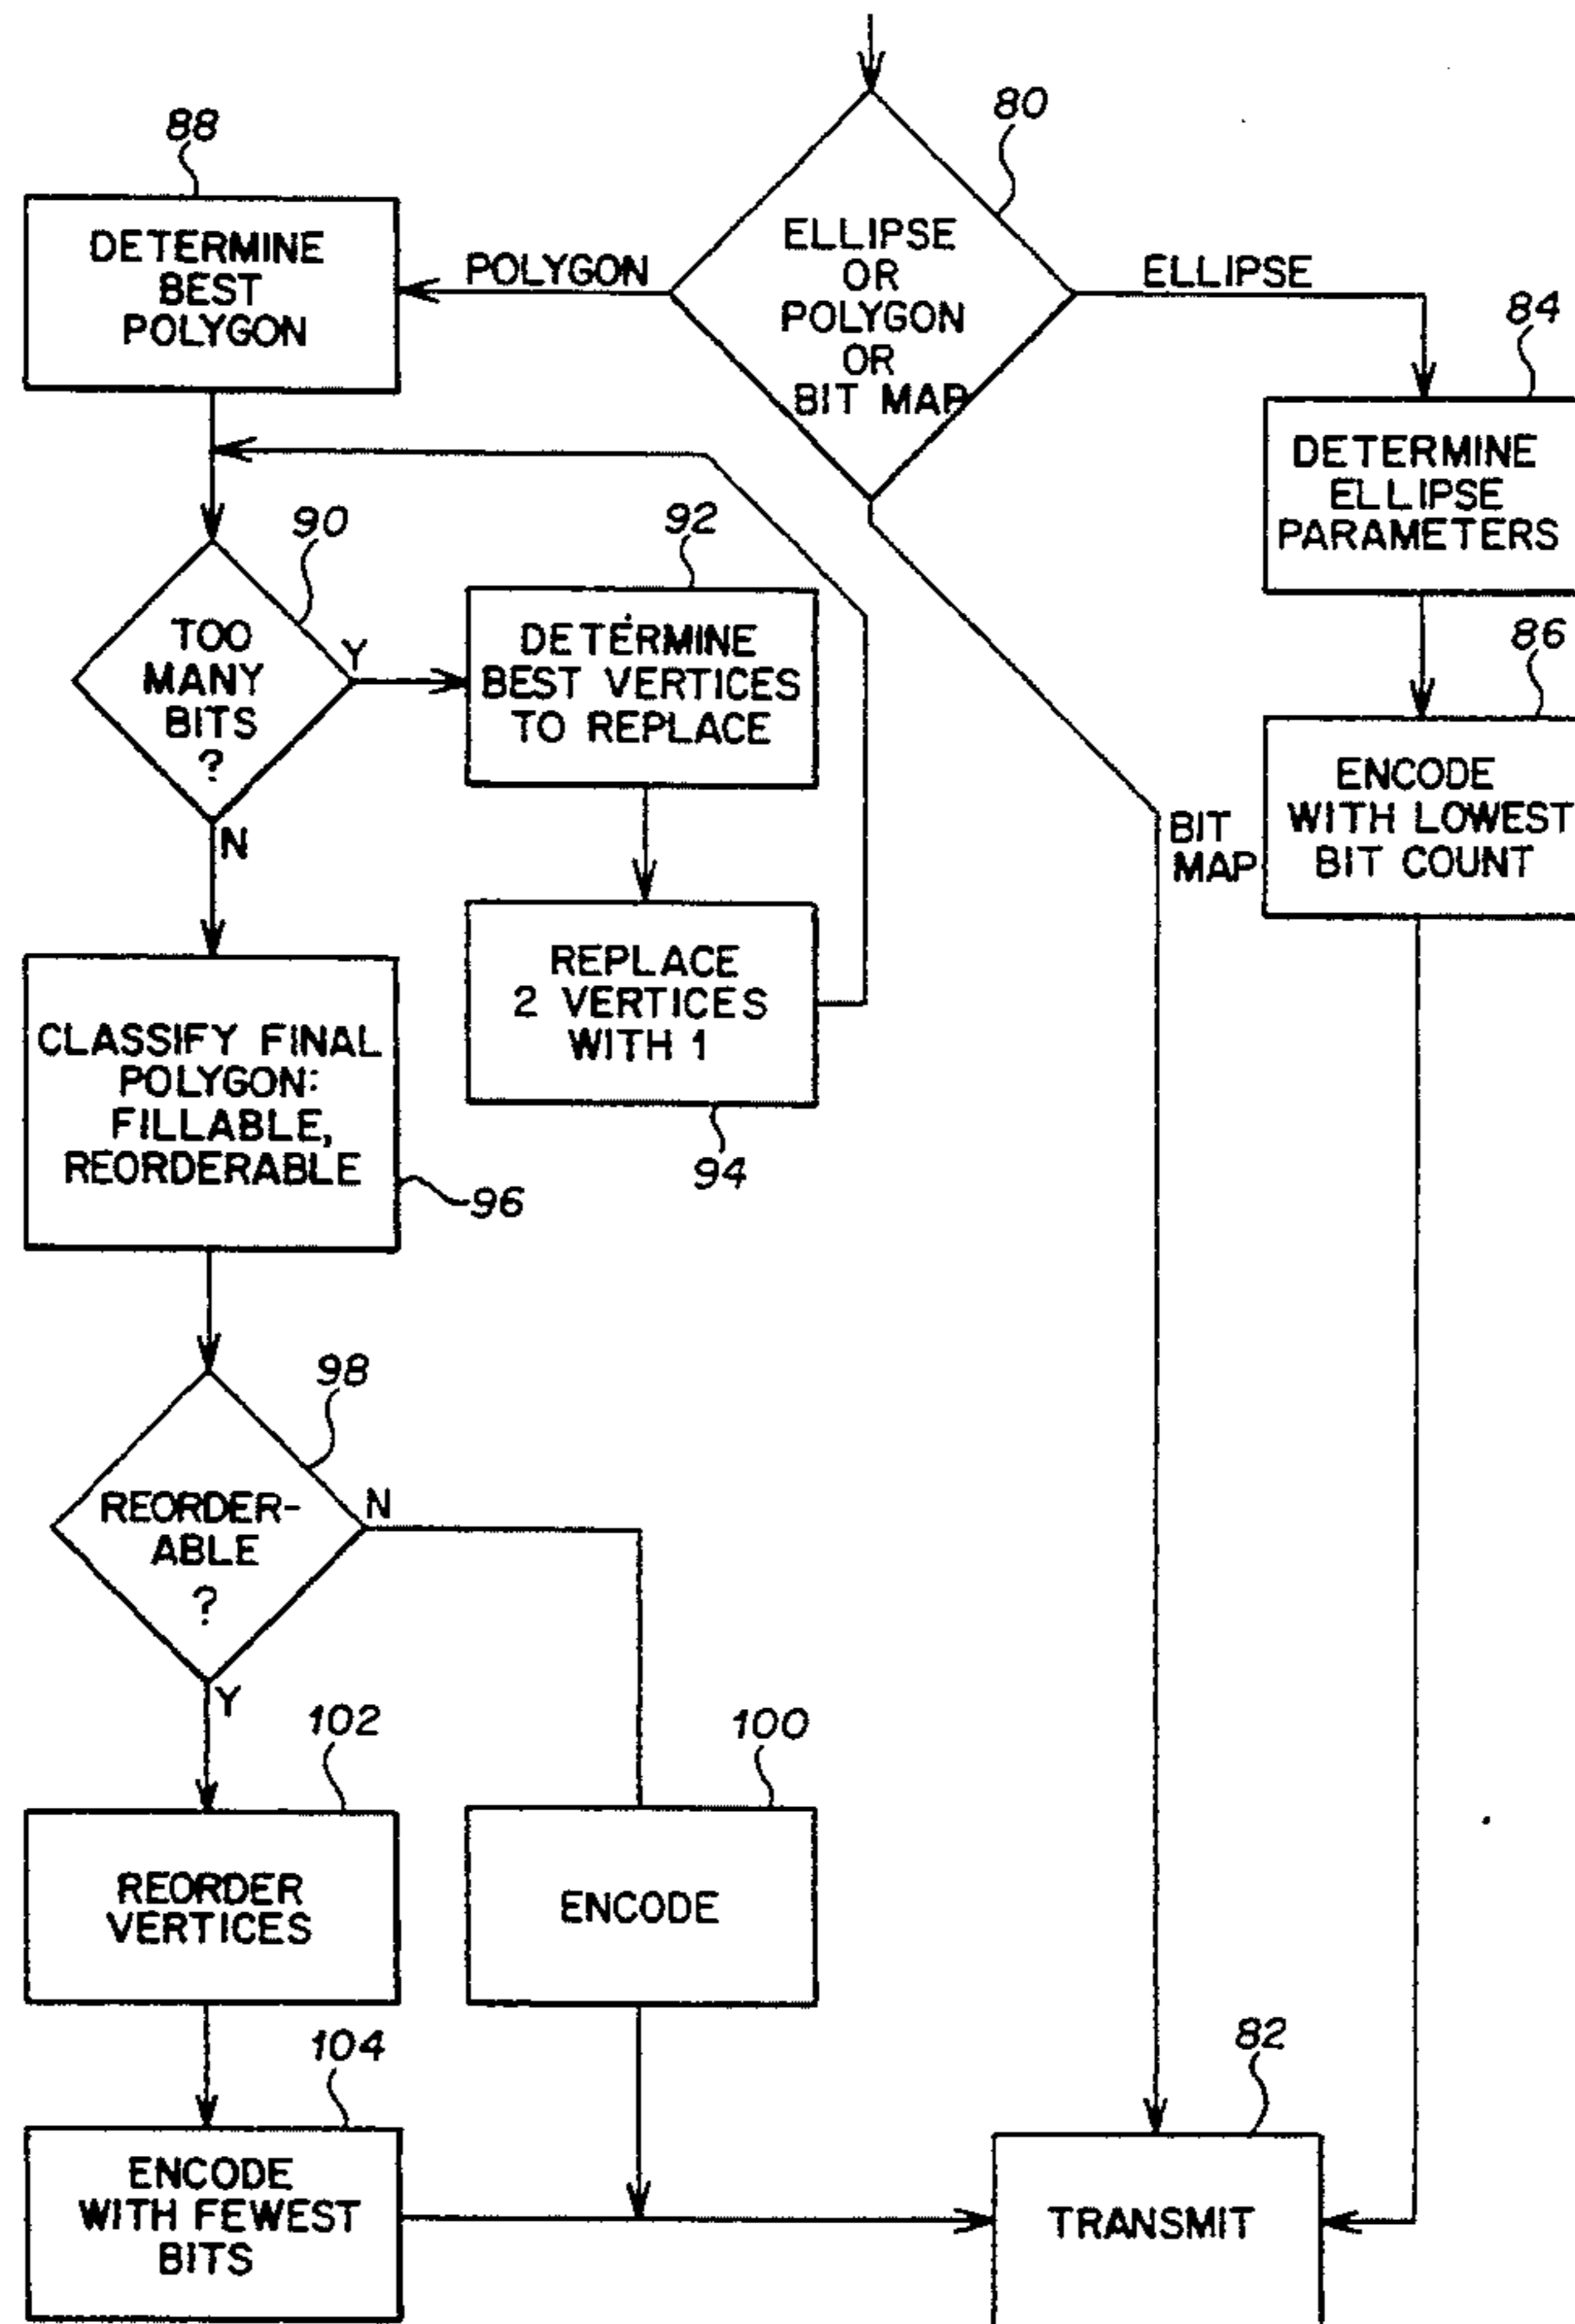 80
88
ELLIPSE
OR
POLYGON
OR
BIT MAP
POLYGON
ELLIPSE
DETERMINE
BEST
POLYGON
84
DETERMINE
ELLIPSE
PARAMETERS
90
TOO
MANY
BITS
?
Y
N
92
DETERMINE
BEST VERTICES
TO REPLACE
86
ENCODE
WITH LOWEST
BIT COUNT
BIT
MAP
REPLACE
2 VERTICES
WITH 1
94
CLASSIFY FINAL
POLYGON:
FILLABLE,
REORDERABLE
96
98
REORDER-
ABLE
?
N
Y
102
REORDER
VERTICES
100
ENCODE
104
ENCODE
WITH FEWEST
BITS
82
TRANSMIT